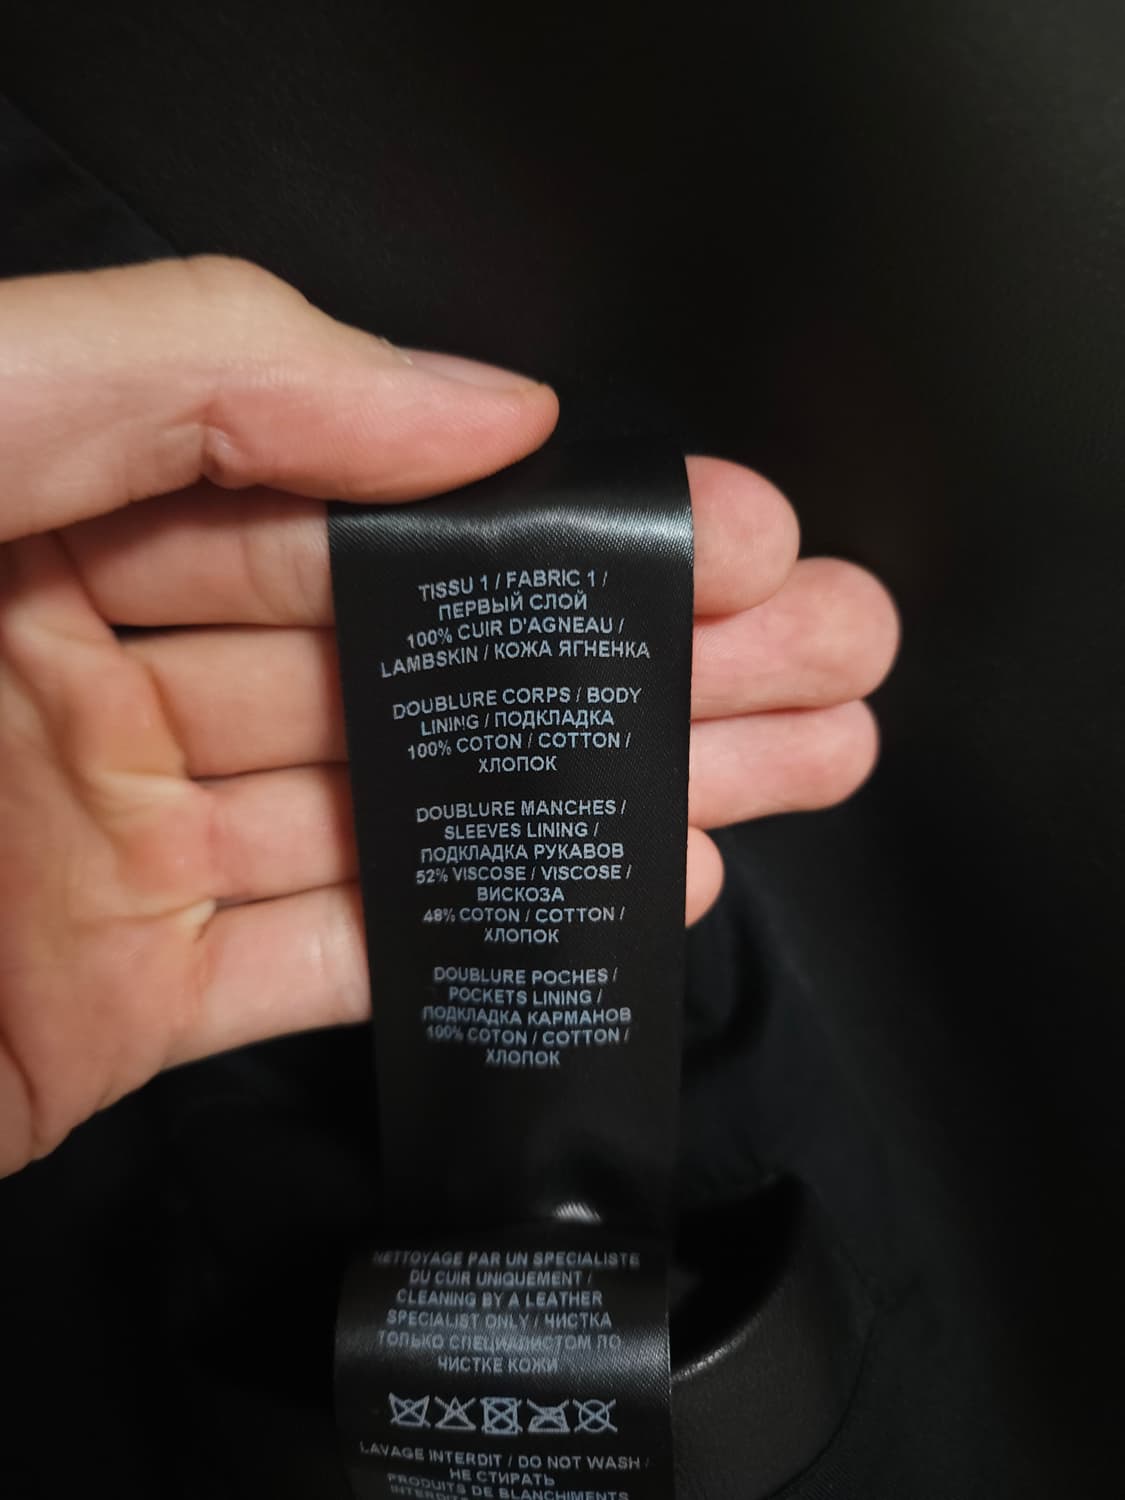 TISSU 1 / FABRIC 1 /
ПЕРВЫЙ СЛОЙ
100% CUIR D'AGNEAU /
LAMBSKIN / КОЖА ЯГНЕНКА
DOUBLURE CORPS / BODY
LINING / ПОДКЛАДКА
100% COTON / COTTON /
ХЛОПОК
DOUBLURE MANCHES /
SLEEVES LINING /
ПОДКЛАДКА РУКАВОВ
52% VISCOSE / VISCOSE /
ВИСКОЗА
48% COTON / COTTON /
ХЛОПОК
DOUBLURE POCHES /
POCKETS LINING /
ПОДКЛАДКА КАРМАНОВ
100% COTON / COTTON /
ХЛОПОК
NETTOYAGE PAR UN SPECIALISTE
DU CUIR UNIQUEMENT /
CLEANING BY A LEATHER
SPECIALIST ONLY / ЧИСТКА
ТОЛЬКО СПЕЦИАЛИСТОМ ПО
ЧИСТКЕ КОЖИ
LAVAGE INTERDIT / DO NOT WASH /
НЕ СТИРАТЬ
PRODUITS DE BLANCHIMENTS